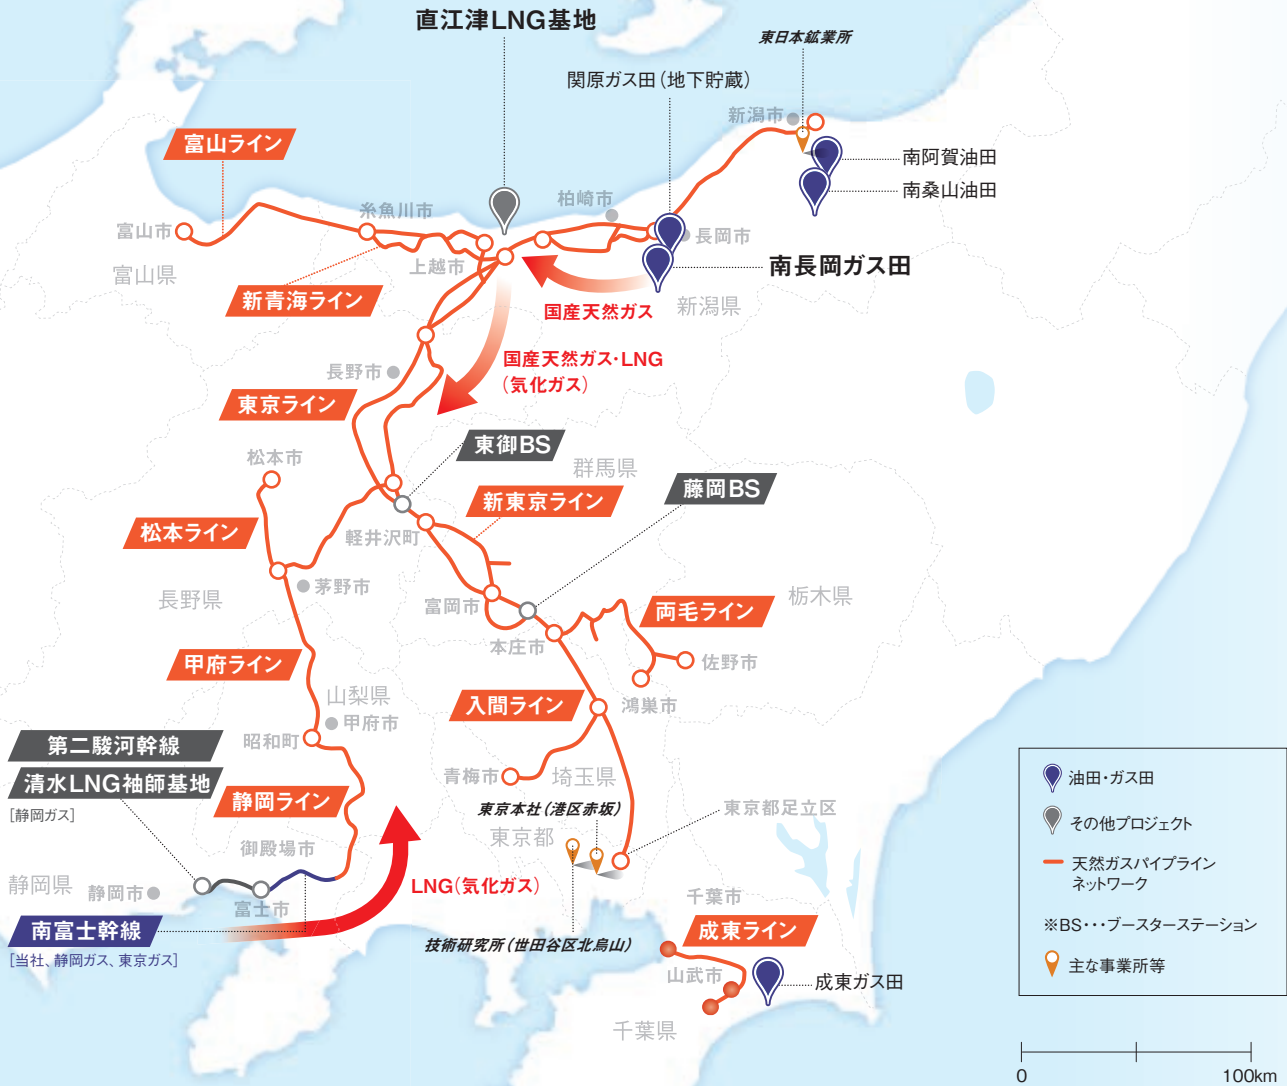 直江津LNG基地
東日本鉱業所
関原ガス田（地下貯蔵）
新潟市
富山ライン
南阿賀油田
南桑山油田
柏崎市
糸魚川市
富山市
長岡市
上越市
南長岡ガス田
富山県
新青海ライン
国産天然ガス
新潟県
国産天然ガス・LNG
（気化ガス）
長野市
東京ライン
東御BS
松本市
群馬県
藤岡BS
新東京ライン
松本ライン
軽井沢町
茅野市
長野県
富岡市
両毛ライン
栃木県
本庄市
甲府ライン
佐野市
山梨県
入間ライン
鴻巣市
甲府市
昭和町
第二駿河幹線
清水LNG袖師基地
[静岡ガス]
静岡ライン
青梅市
埼玉県
東京本社（港区赤坂）
東京都足立区
東京都
御殿場市
静岡県
静岡市
LNG（気化ガス）
富士市
千葉市
南富士幹線
[当社、静岡ガス、東京ガス]
技術研究所（世田谷区北烏山）
成東ライン
山武市
成東ガス田
千葉県
油田・ガス田
その他プロジェクト
天然ガスパイプライン
ネットワーク
※BS・・・ブースターステーション
主な事業所等
0
100km